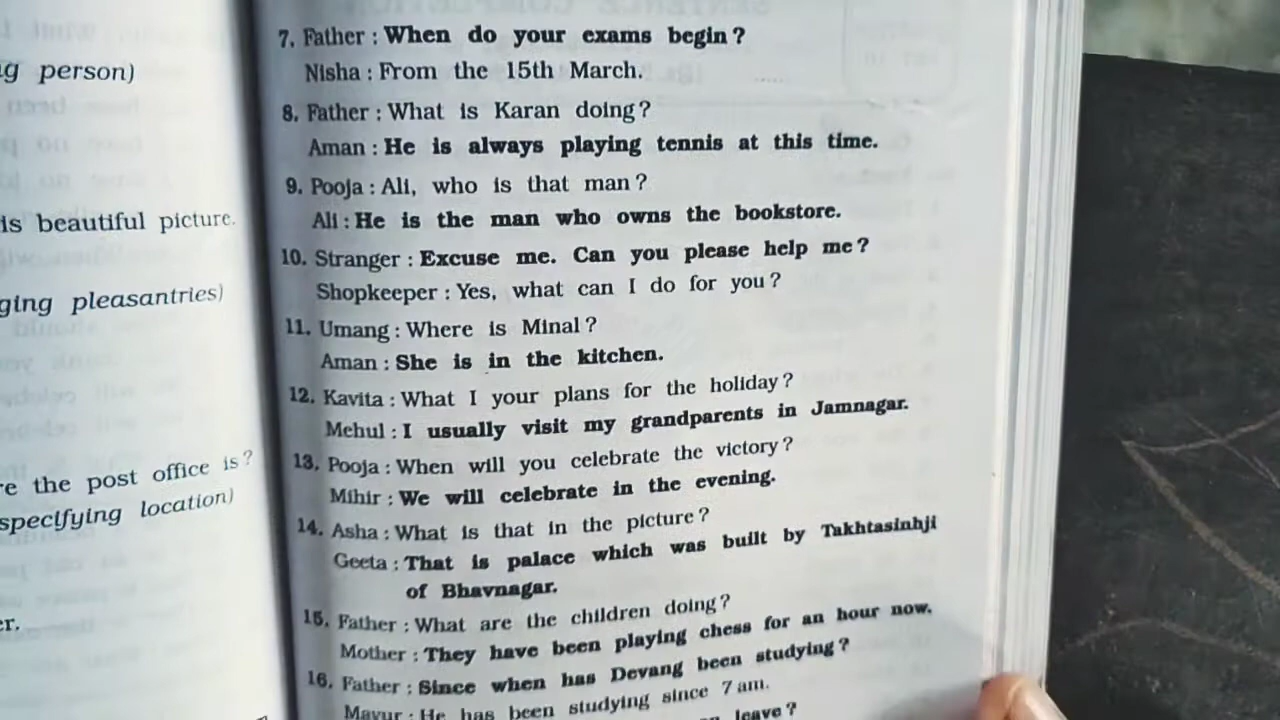 person)
is beautiful picture.
ging pleasantries)
the post office is?
specifying location)
7. Father : When do your exams begin?
Nisha : From the 15th March.
8. Father : What is Karan doing?
Aman : He is always playing tennis at this time.
9. Pooja : Ali, who is that man?
Ali : He is the man who owns the bookstore.
10. Stranger : Excuse me. Can you please help me?
Shopkeeper : Yes, what can I do for you?
11. Umang : Where is Minal?
Aman : She is in the kitchen.
12. Kavita : What I your plans for the holiday?
Mehul : I usually visit my grandparents in Jamnagar.
13. Pooja : When will you celebrate the victory?
Mihir : We will celebrate in the evening.
14. Asha : What is that in the picture?
Geeta : That is palace which was built by Takhtasinhji
of Bhavnagar.
15. Father : What are the children doing?
Mother : They have been playing chess for an hour now.
16. Father : Since when has Devang been studying?
Mayur : He has been studying since 7 am.
leave?